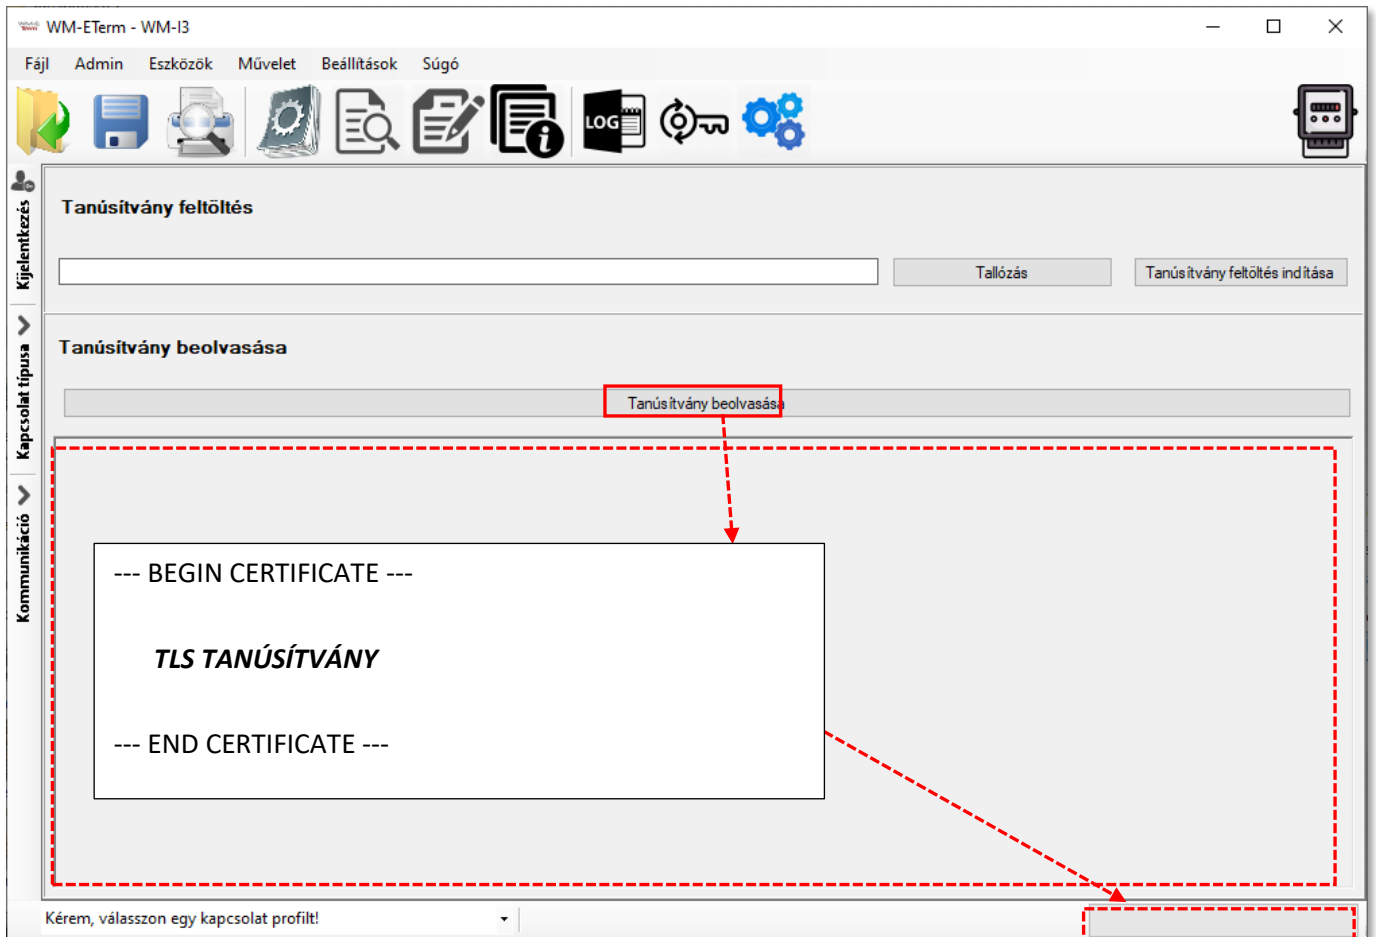 WM-ETerm - WM-I3
Fájl Admin Eszközök Művelet Beállítások Súgó
LOG
Kijelentkezés
Kapcsolat típusa
Kommunikáció
Tanúsítvány feltöltés
Tallózás
Tanúsítvány feltöltés indítása
Tanúsítvány beolvasása
Tanúsítvány beolvasása
--- BEGIN CERTIFICATE ---
TLS TANÚSÍTVÁNY
--- END CERTIFICATE ---
Kérem, válasszon egy kapcsolat profilt!